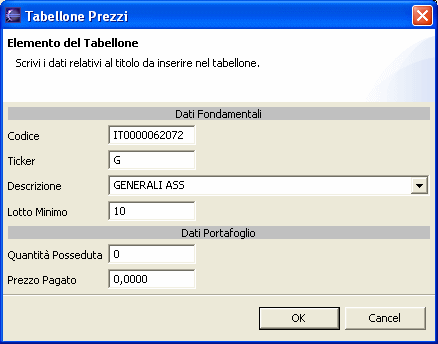 Tabellone Prezzi
Elemento del Tabellone
Scrivi i dati relativi al titolo da inserire nel tabellone.
Dati Fondamentali
Codice IT0000062072
Ticker G
Descrizione GENERALI ASS
Lotto Minimo 10
Dati Portafoglio
Quantità Posseduta 0
Prezzo Pagato 0,0000
OK Cancel